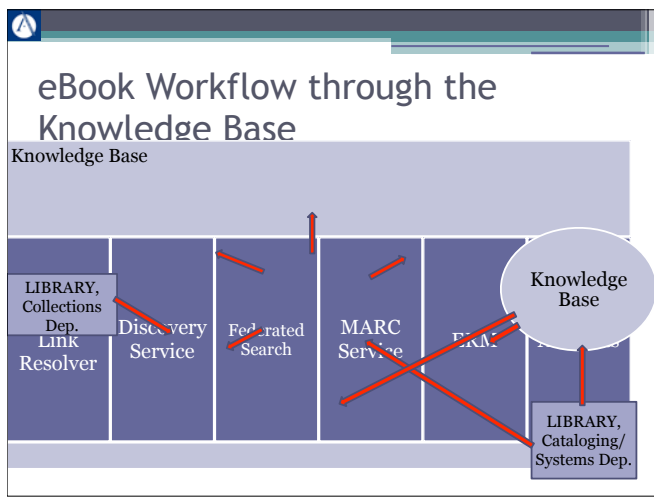 eBook Workflow through the
Knowledge Base
Knowledge Base
LIBRARY,
Collections
Dep.
Link
Resolver
Discovery
Service
Federated
Search
MARC
Service
ERM
Knowledge
Base
LIBRARY,
Cataloging/
Systems Dep.